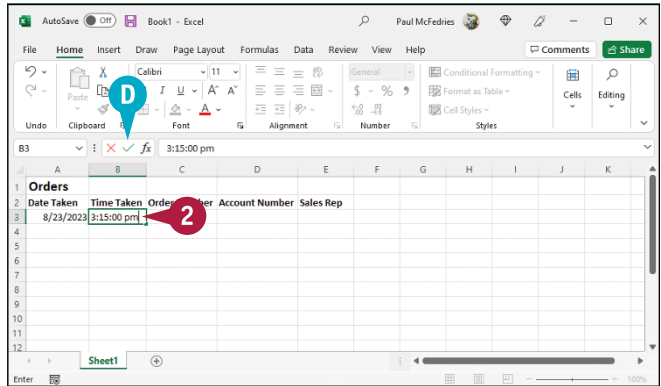 AutoSave Off Book1 - Excel Paul McFedries
File Home Insert Draw Page Layout Formulas Data Review View Help Comments Share
Calibri 11 General Conditional Formatting
Paste I U A A $ % 9 Format as Table Cells Editing
A Cell Styles
Undo Clipboard Font Alignment Number Styles
D
B3 fx 3:15:00 pm
A B C D E F G H I J K
1 Orders
2 Date Taken Time Taken Account Number Sales Rep
3 8/23/2023 3:15:00 pm 2
4
5
6
7
8
9
10
11
12
Sheet1
Enter 100%